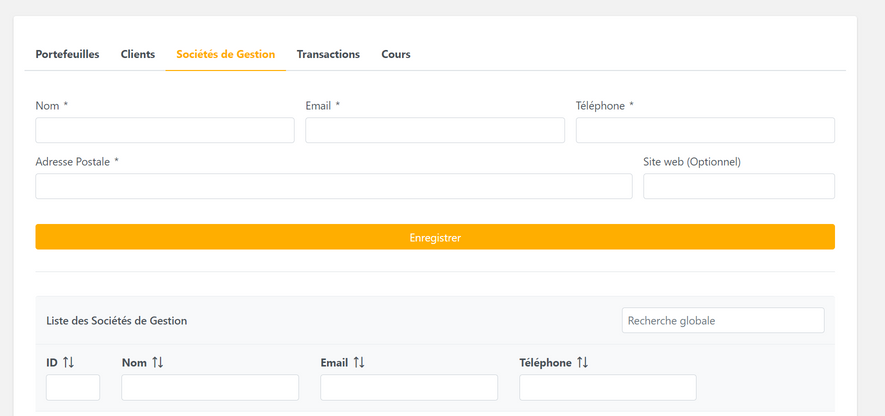 Portefeuilles Clients Sociétés de Gestion Transactions Cours
Nom * Email * Téléphone *
Adresse Postale * Site web (Optionnel)
Enregistrer
Liste des Sociétés de Gestion Recherche globale
ID Nom Email Téléphone